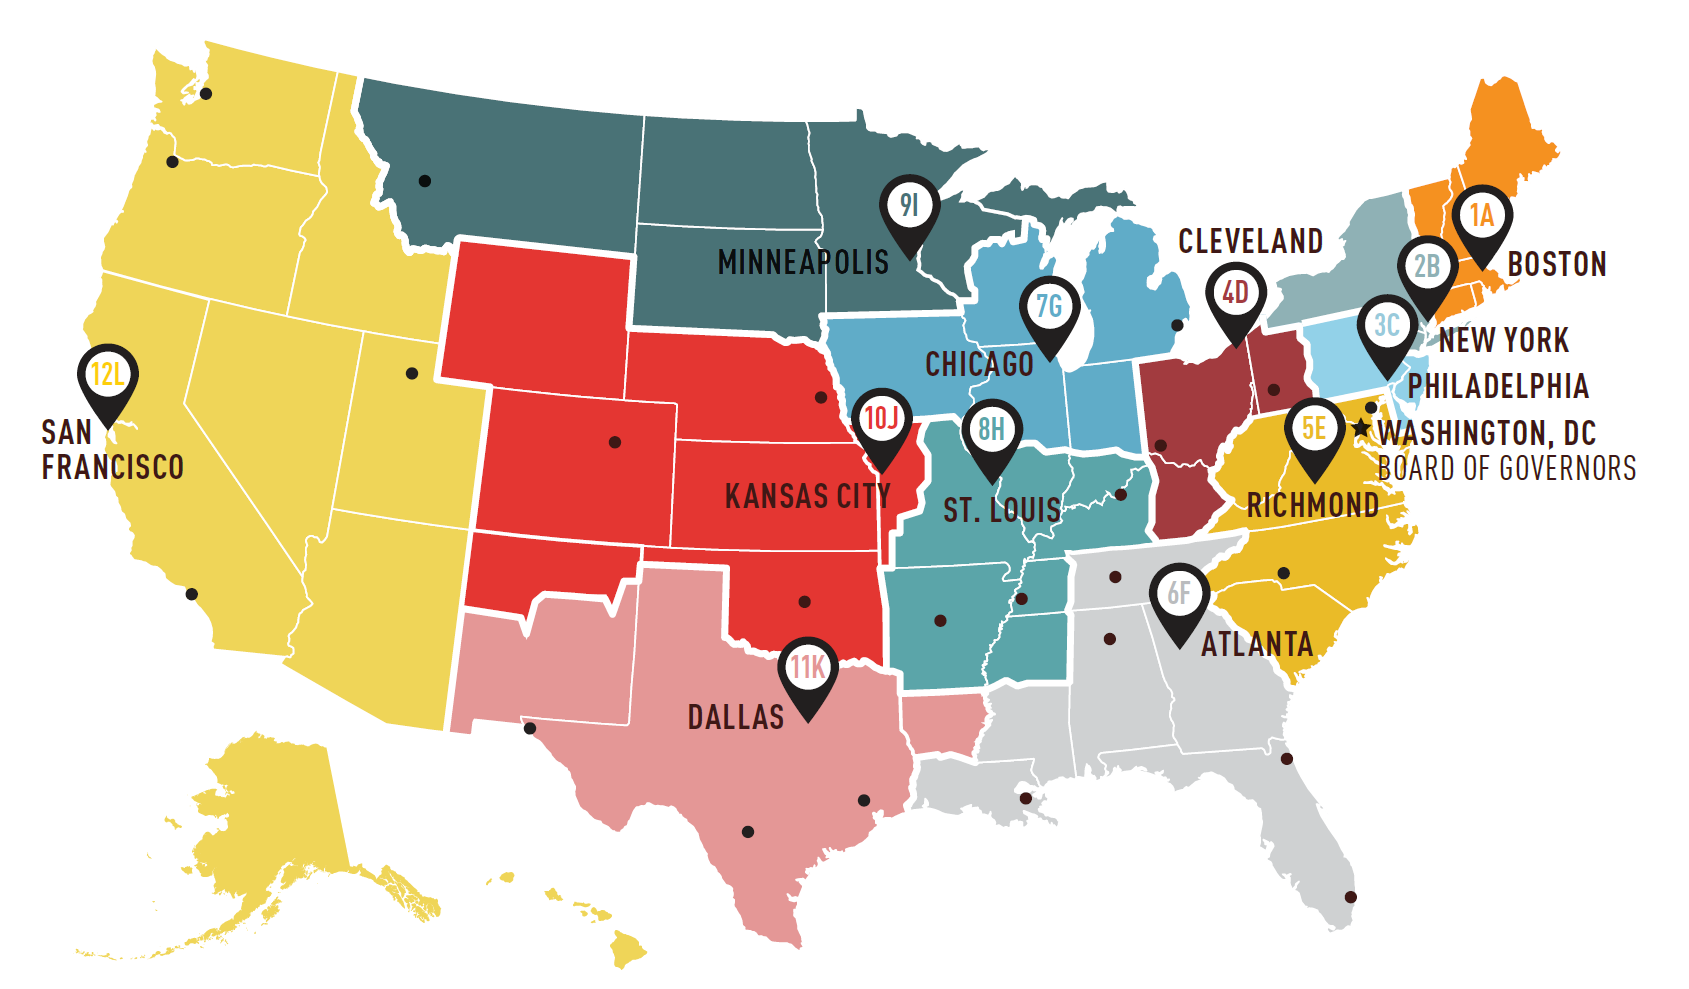 9I
MINNEAPOLIS
1A
BOSTON
CLEVELAND
4D
2B
NEW YORK
7G
CHICAGO
3C
PHILADELPHIA
12L
SAN
FRANCISCO
10J
KANSAS CITY
8H
ST. LOUIS
5E
RICHMOND
WASHINGTON, DC
BOARD OF GOVERNORS
6F
ATLANTA
11K
DALLAS